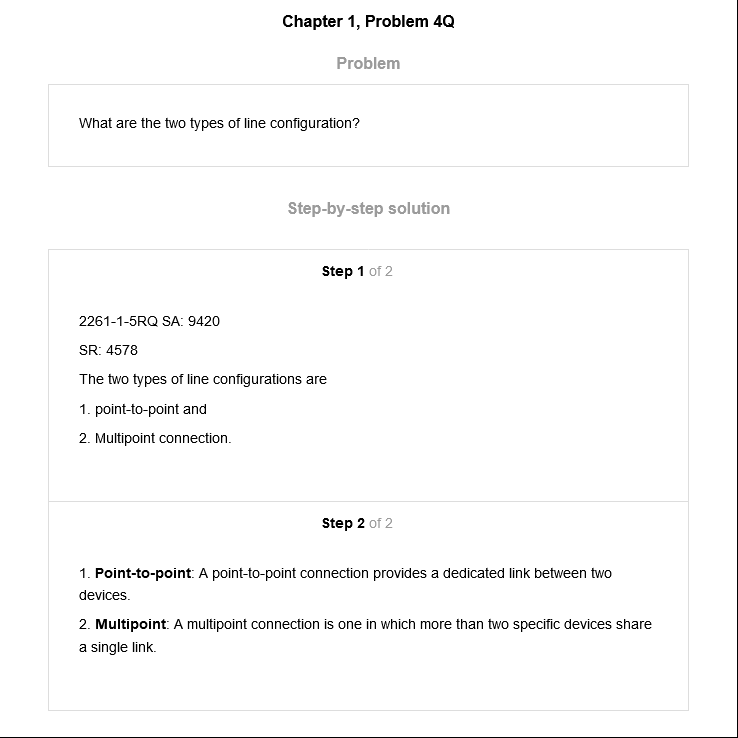 Chapter 1, Problem 4Q
Problem
What are the two types of line configuration?
Step-by-step solution
Step 1 of 2
2261-1-5RQ SA: 9420
SR: 4578
The two types of line configurations are
1. point-to-point and
2. Multipoint connection.
Step 2 of 2
1. Point-to-point: A point-to-point connection provides a dedicated link between two
devices.
2. Multipoint: A multipoint connection is one in which more than two specific devices share
a single link.